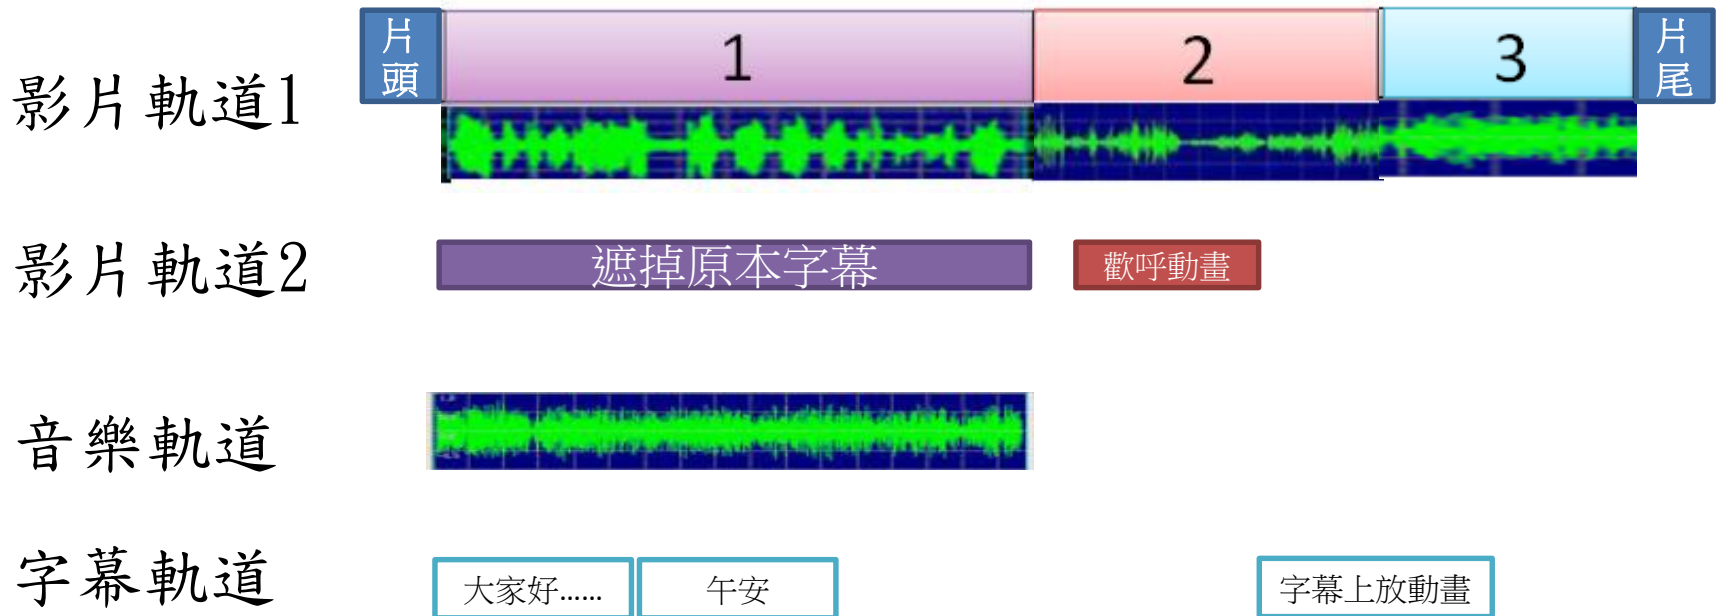 片
頭
1
2
3
片
尾
影片軌道1
影片軌道2
遮掉原本字幕
歡呼動畫
音樂軌道
字幕軌道
大家好......
午安
字幕上放動畫